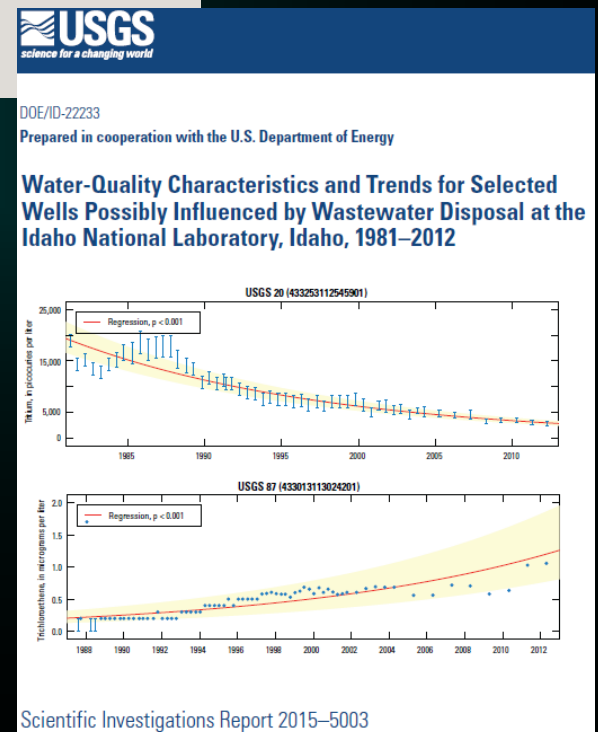 USGS
science for a changing world
DOE/ID-22233
Prepared in cooperation with the U.S. Department of Energy
Water-Quality Characteristics and Trends for Selected
Wells Possibly Influenced by Wastewater Disposal at the
Idaho National Laboratory, Idaho, 1981–2012
USGS 20 (433253112545901)
Tritium, in picocuries per liter
25,000
15,000
5,000
0
Regression, p < 0.001
1985 1990 1995 2000 2005 2010
USGS 87 (433013113024201)
Trichlomethene, in micrograms per liter
2.0
1.5
1.0
0.5
0.0
Regression, p < 0.001
1988 1990 1992 1994 1996 1998 2000 2002 2004 2006 2008 2010 2012
Scientific Investigations Report 2015–5003